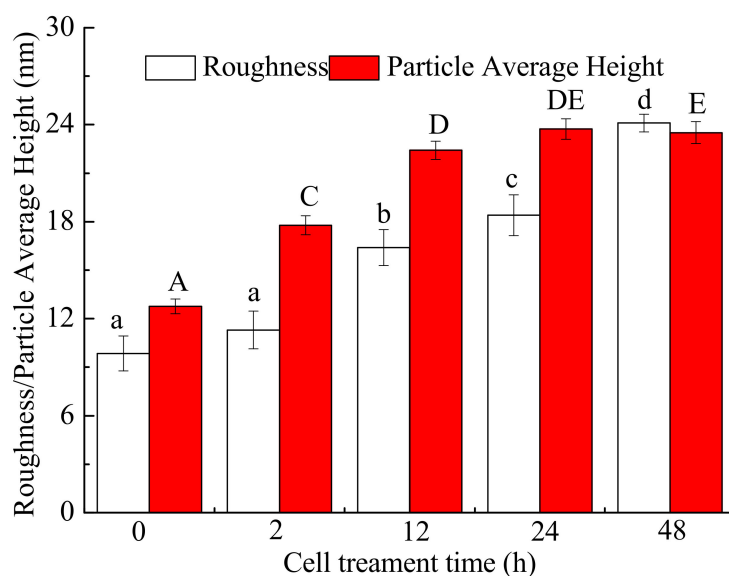 Roughness/Particle Average Height (nm)
30
24
18
12
6
0
Roughness Particle Average Height
a A
a C
b D
c DE
d E
0 2 12 24 48
Cell treament time (h)